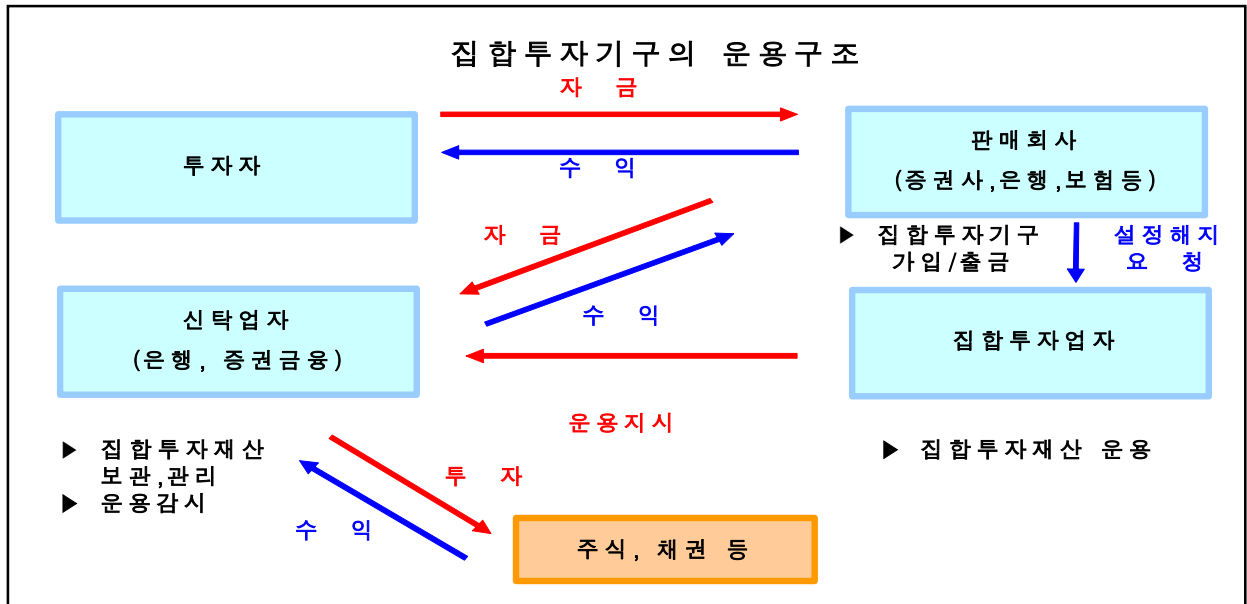 집합투자기구의 운용구조
자 금
투자자
수 익
판매회사
(증권사,은행,보험등)
자 금
▶ 집합투자기구
가입/출금
설정해지
요 청
신탁업자
(은행, 증권금융)
수 익
집합투자업자
운용지시
▶ 집합투자재산
보관,관리
▶ 운용감시
▶ 집합투자재산 운용
투 자
수 익
주식, 채권 등